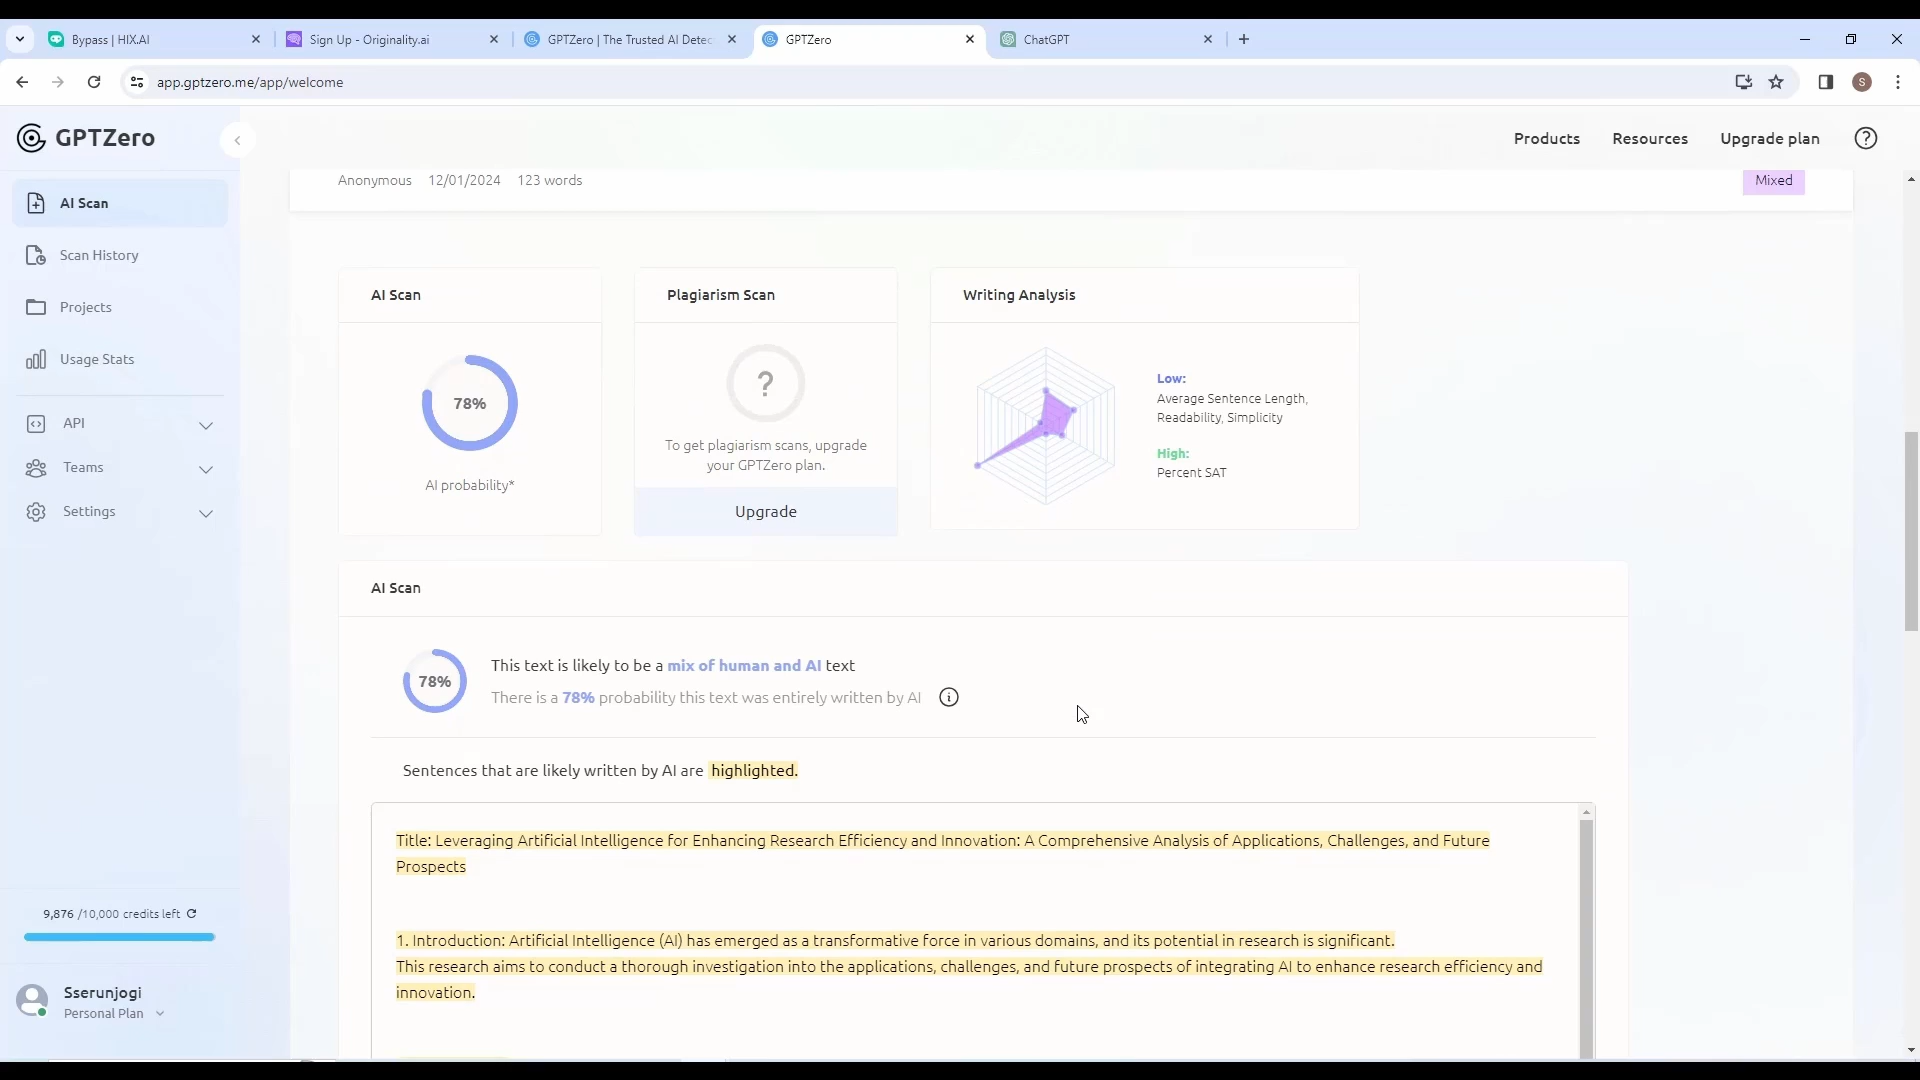 Bypass | HIX.AI
Sign Up - Originality.ai
GPTZero | The Trusted AI Detec
GPTZero
ChatGPT
app.gptzero.me/app/welcome
S
GPTZero
Products
Resources
Upgrade plan
?
Anonymous 12/01/2024 123 words
Mixed
AI Scan
Scan History
Projects
Usage Stats
API
Teams
Settings
AI Scan
78%
AI probability*
Plagiarism Scan
?
To get plagiarism scans, upgrade
your GPTZero plan.
Upgrade
Writing Analysis
Low:
Average Sentence Length,
Readability, Simplicity
High:
Percent SAT
AI Scan
78%
This text is likely to be a mix of human and AI text
There is a 78% probability this text was entirely written by AI
Sentences that are likely written by AI are highlighted.
Title: Leveraging Artificial Intelligence for Enhancing Research Efficiency and Innovation: A Comprehensive Analysis of Applications, Challenges, and Future
Prospects
1. Introduction: Artificial Intelligence (AI) has emerged as a transformative force in various domains, and its potential in research is significant.
This research aims to conduct a thorough investigation into the applications, challenges, and future prospects of integrating AI to enhance research efficiency and
innovation.
9,876 /10,000 credits left
Sserunjogi
Personal Plan